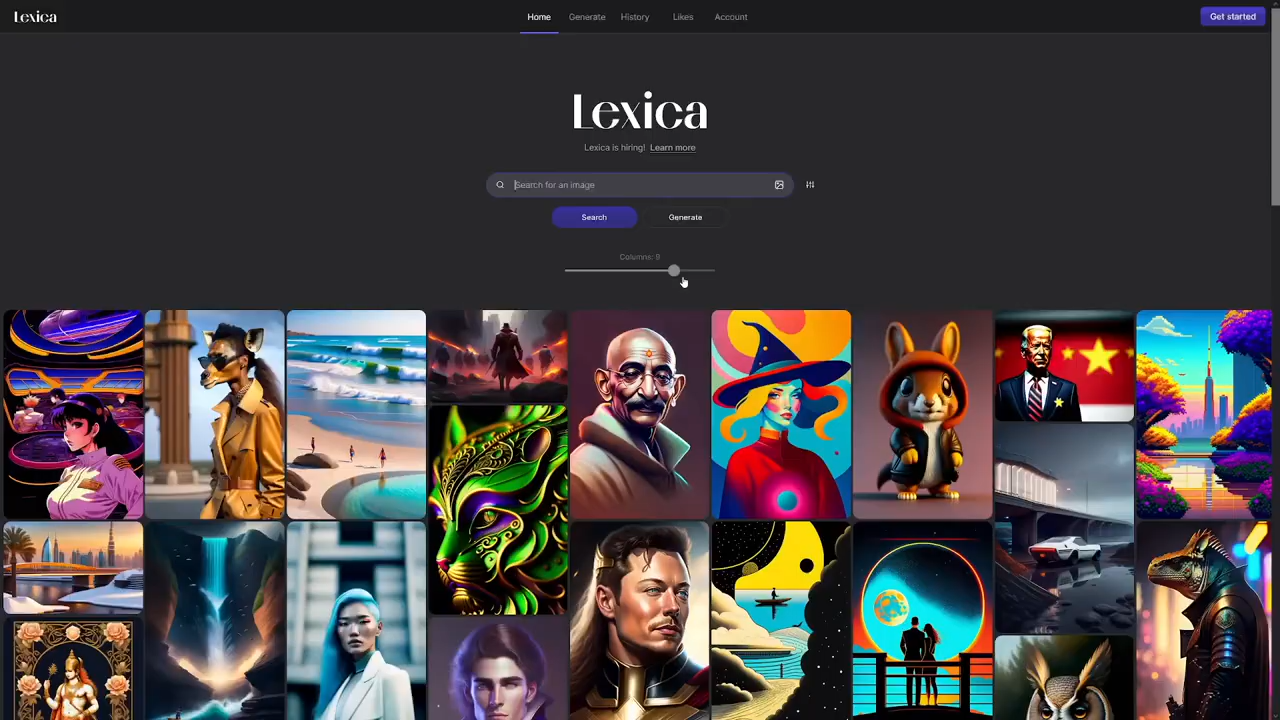 Lexica
Home
Generate
History
Likes
Account
Get started
Lexica
Lexica is hiring! Learn more
Search for an image
Search
Generate
Columns: 9